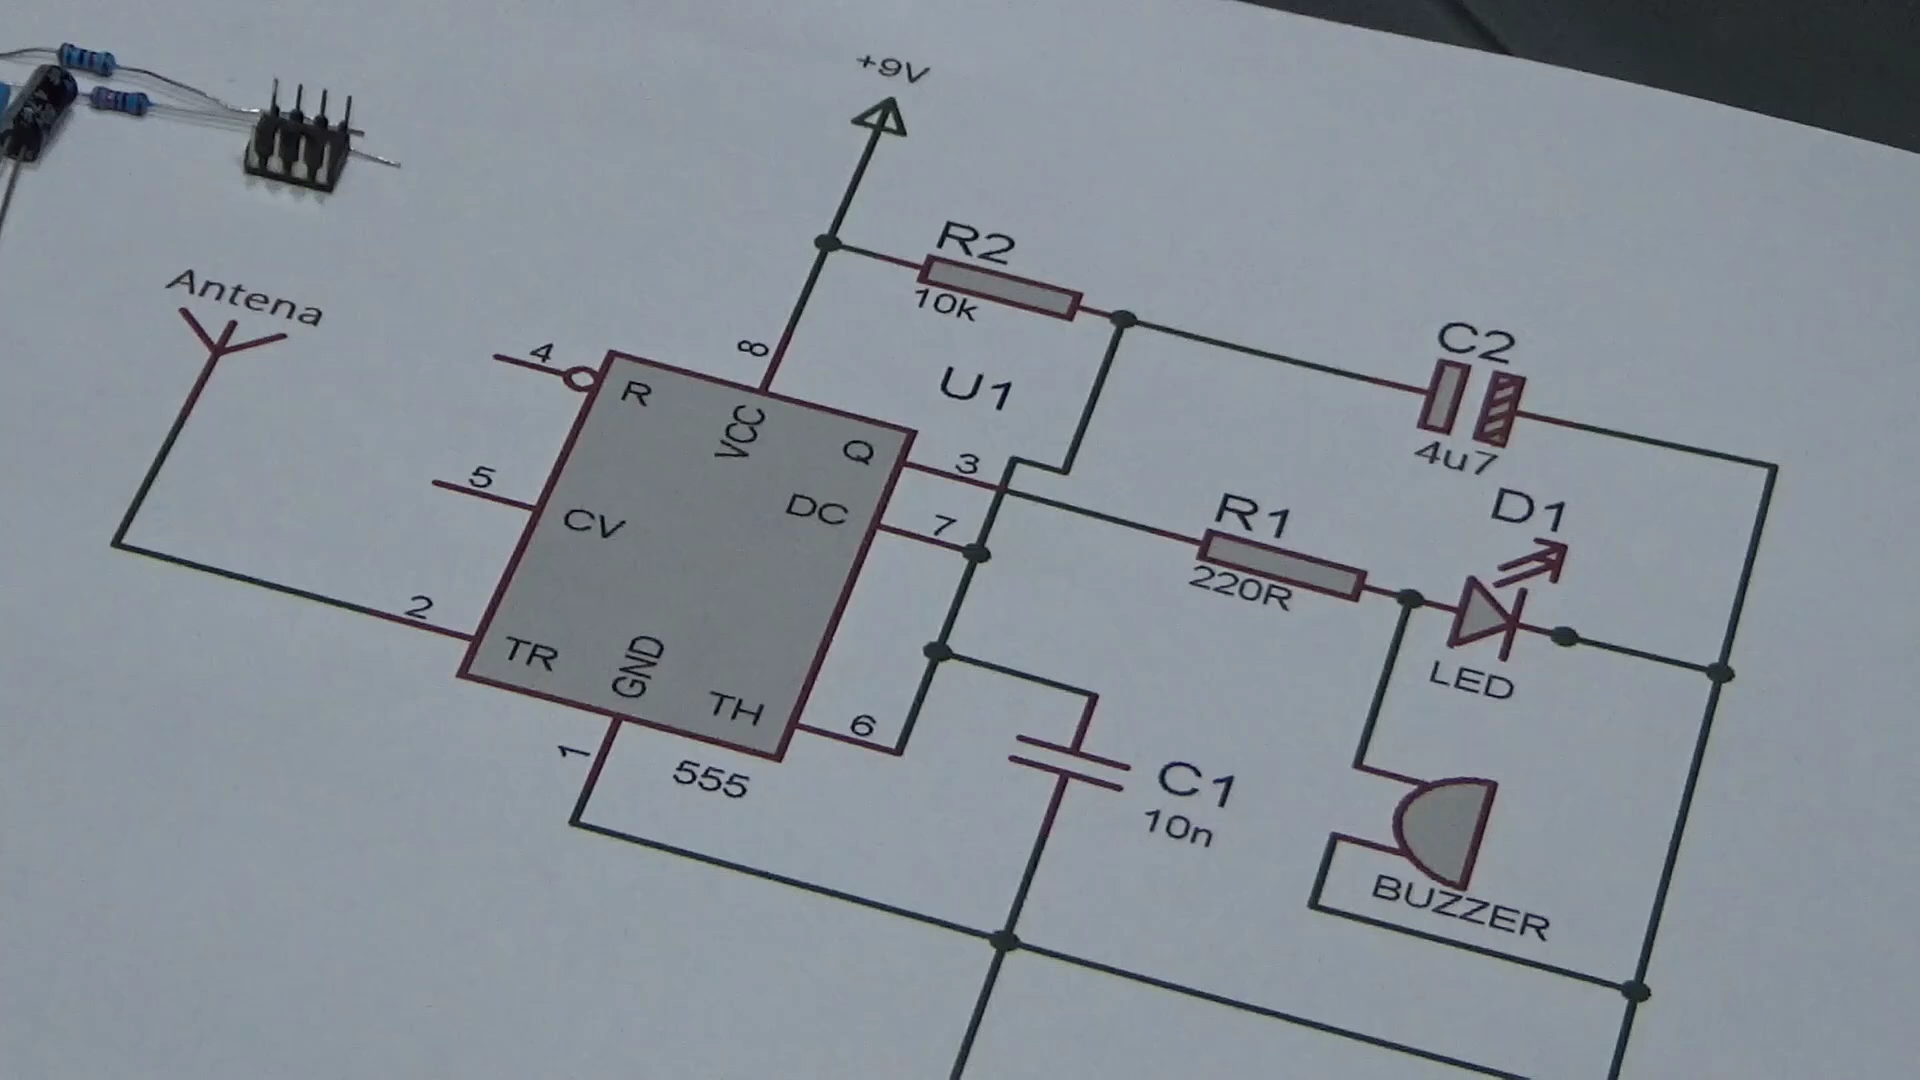 +9V
R2
10k
Antena
C2
4u7
8
4
U1
R
VCC
Q
3
D1
5
CV
DC
7
R1
220R
2
TR
GND
TH
6
LED
1
555
C1
10n
BUZZER